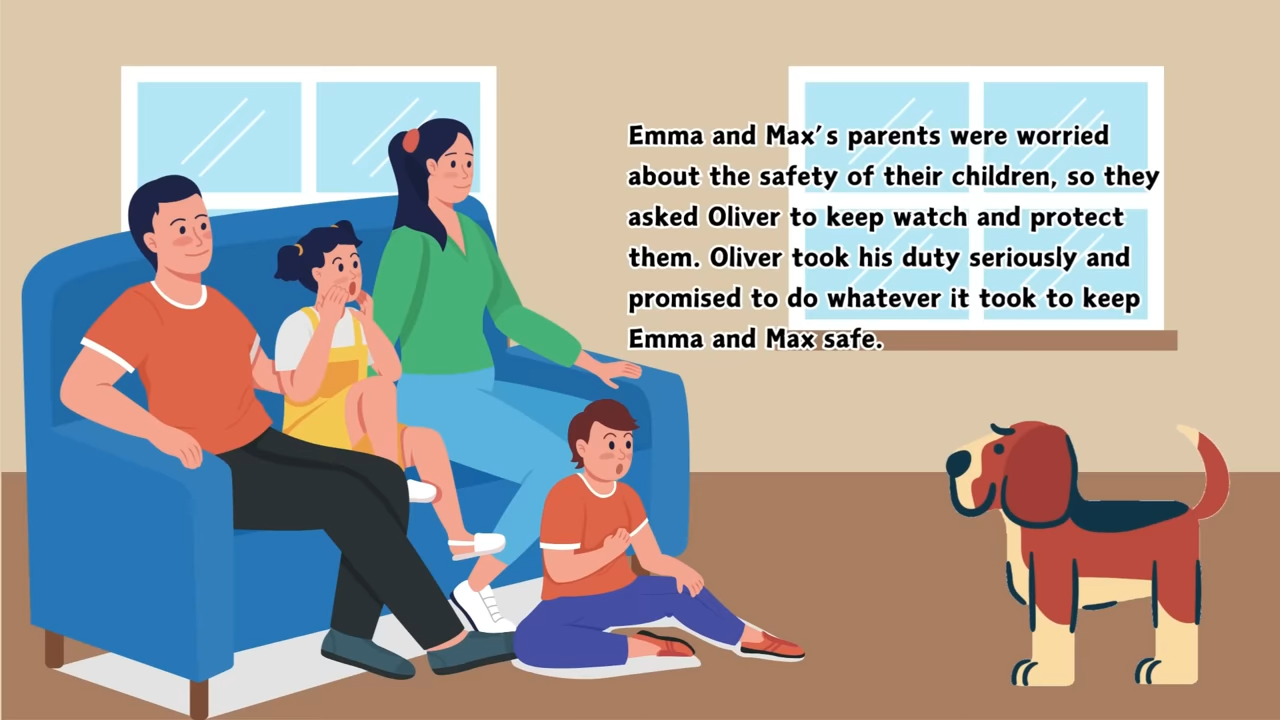 Emma and Max's parents were worried
about the safety of their children, so they
asked Oliver to keep watch and protect
them. Oliver took his duty seriously and
promised to do whatever it took to keep
Emma and Max safe.